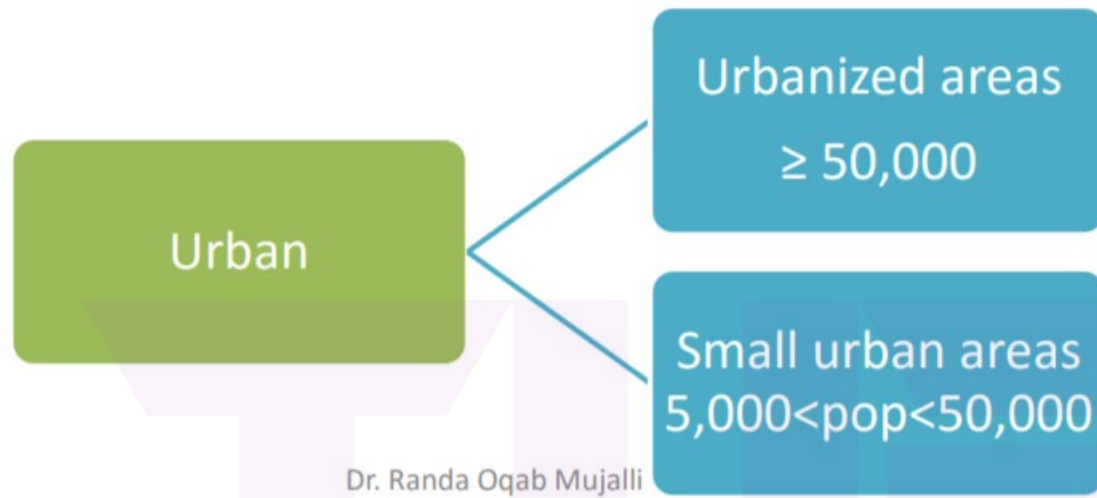 Urban
Urbanized areas
≥ 50,000
Small urban areas
5,000<pop<50,000
Dr. Randa Oqab Mujalli